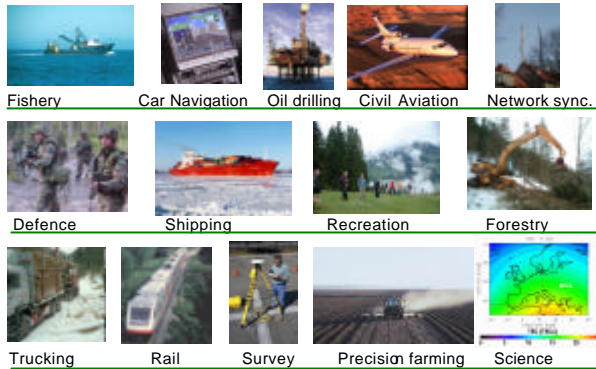 Fishery Car Navigation Oil drilling Civil Aviation Network sync.
Defence Shipping Recreation Forestry
Trucking Rail Survey Precision farming Science